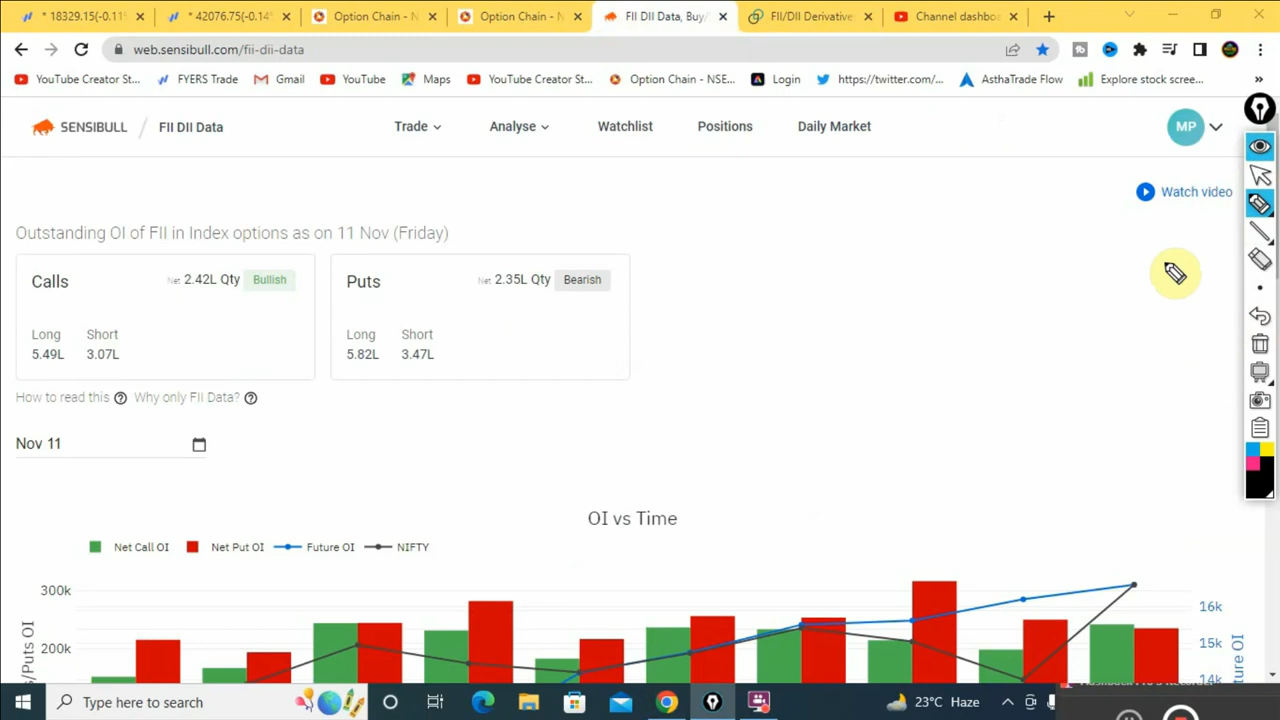 * 18329.15(-0.11%
* 42076.75(-0.14%
Option Chain - N
Option Chain - N
FII DII Data, Buy/
FII/DII Derivative
Channel dashbo
web.sensibull.com/fii-dii-data
YouTube Creator St...
FYERS Trade
Gmail
YouTube
Maps
YouTube Creator St...
Option Chain - NSE...
Login
https://twitter.com/...
AsthaTrade Flow
Explore stock scree...
»
SENSIBULL / FII DII Data
Trade
Analyse
Watchlist
Positions
Daily Market
MP
Watch video
Outstanding OI of FII in Index options as on 11 Nov (Friday)
Calls
Net 2.42L Qty Bullish
Long Short
5.49L 3.07L
Puts
Net 2.35L Qty Bearish
Long Short
5.82L 3.47L
How to read this ? Why only FII Data? ?
Nov 11
OI vs Time
Net Call OI
Net Put OI
Future OI
NIFTY
300k
200k
s/Puts OI
16k
15k
14k
uture OI
Type here to search
23°C Haze